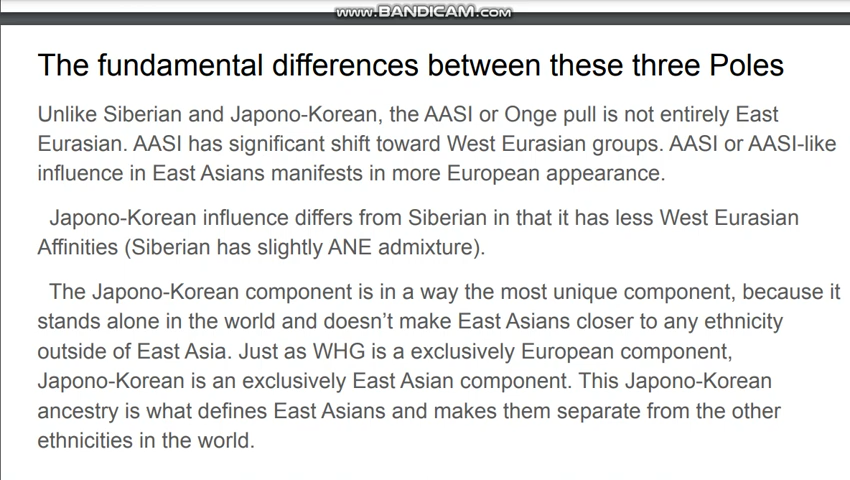 www.BANDICAM.com
The fundamental differences between these three Poles
Unlike Siberian and Japono-Korean, the AASI or Onge pull is not entirely East
Eurasian. AASI has significant shift toward West Eurasian groups. AASI or AASI-like
influence in East Asians manifests in more European appearance.
Japono-Korean influence differs from Siberian in that it has less West Eurasian
Affinities (Siberian has slightly ANE admixture).
The Japono-Korean component is in a way the most unique component, because it
stands alone in the world and doesn’t make East Asians closer to any ethnicity
outside of East Asia. Just as WHG is a exclusively European component,
Japono-Korean is an exclusively East Asian component. This Japono-Korean
ancestry is what defines East Asians and makes them separate from the other
ethnicities in the world.